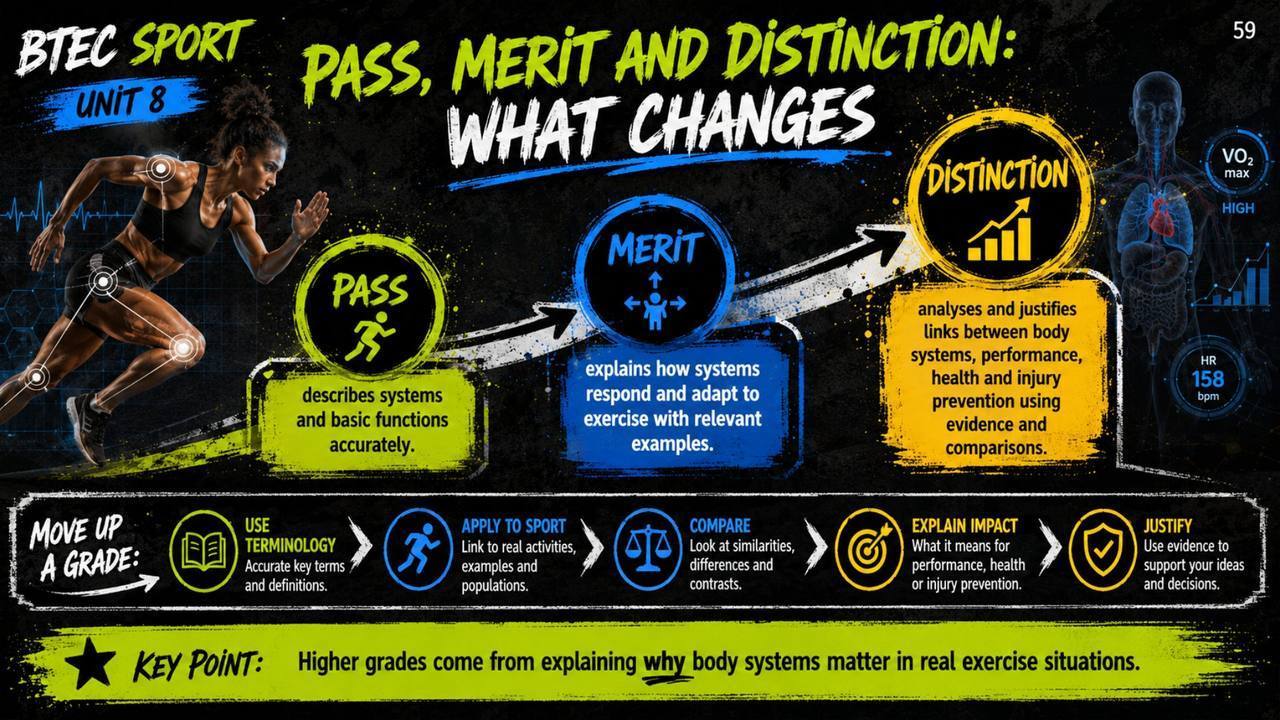 BTEC SPORT
UNIT 8
PASS, MERIT AND DISTINCTION:
WHAT CHANGES
59
PASS
describes systems
and basic functions
accurately.
MERIT
explains how systems
respond and adapt to
exercise with relevant
examples.
DISTINCTION
analyses and justifies
links between body
systems, performance,
health and injury
prevention using
evidence and
comparisons.
VO₂
max
HIGH
HR
158
bpm
MOVE UP
A GRADE:
USE
TERMINOLOGY
Accurate key terms
and definitions.
APPLY TO SPORT
Link to real activities,
examples and
populations.
COMPARE
Look at similarities,
differences and
contrasts.
EXPLAIN IMPACT
What it means for
performance, health
or injury prevention.
JUSTIFY
Use evidence to
support your ideas
and decisions.
KEY POINT:
Higher grades come from explaining why body systems matter in real exercise situations.